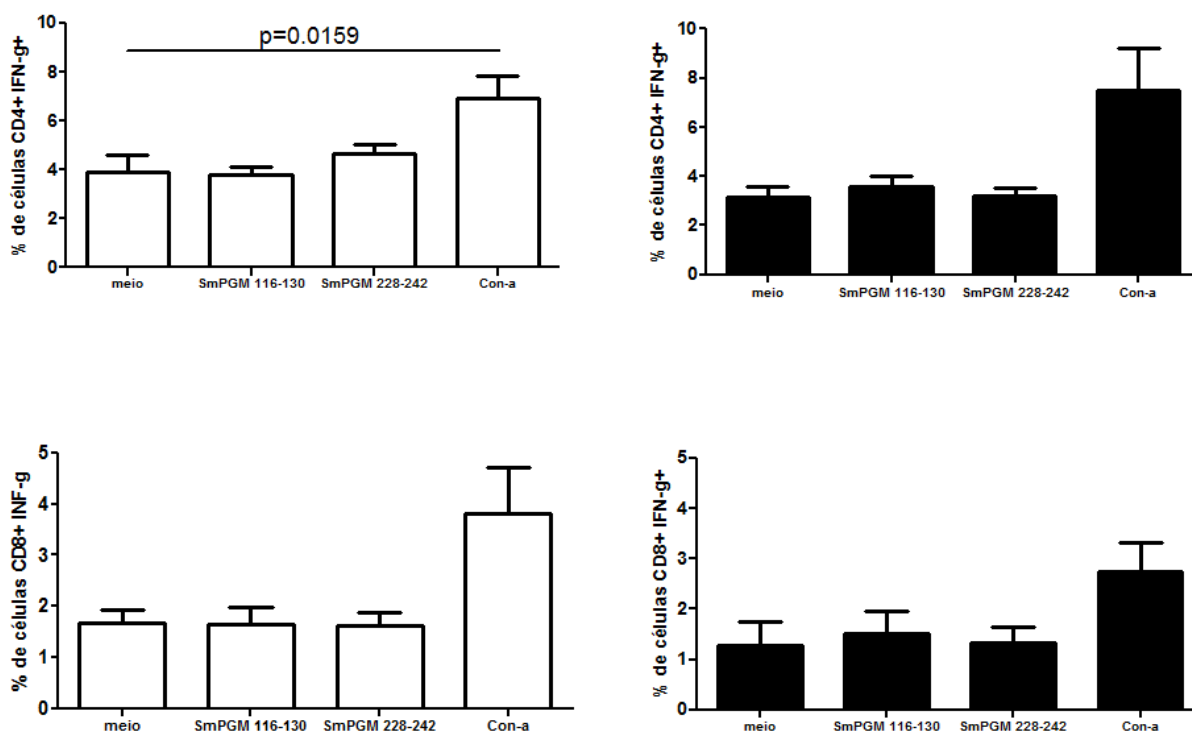 % de células CD4+ IFN-g+
10
8
6
4
2
0
p=0.0159
meio SmPGM 116-130 SmPGM 228-242 Con-a
% de células CD4+ IFN-g+
10
8
6
4
2
0
meio SmPGM 116-130 SmPGM 228-242 Con-a
% de células CD8+ INF-g
5
4
3
2
1
0
meio SmPGM 116-130 SmPGM 228-242 Con-a
% de células CD8+ IFN-g+
5
4
3
2
1
0
meio SmPGM 116-130 SmPGM 228-242 Con-a